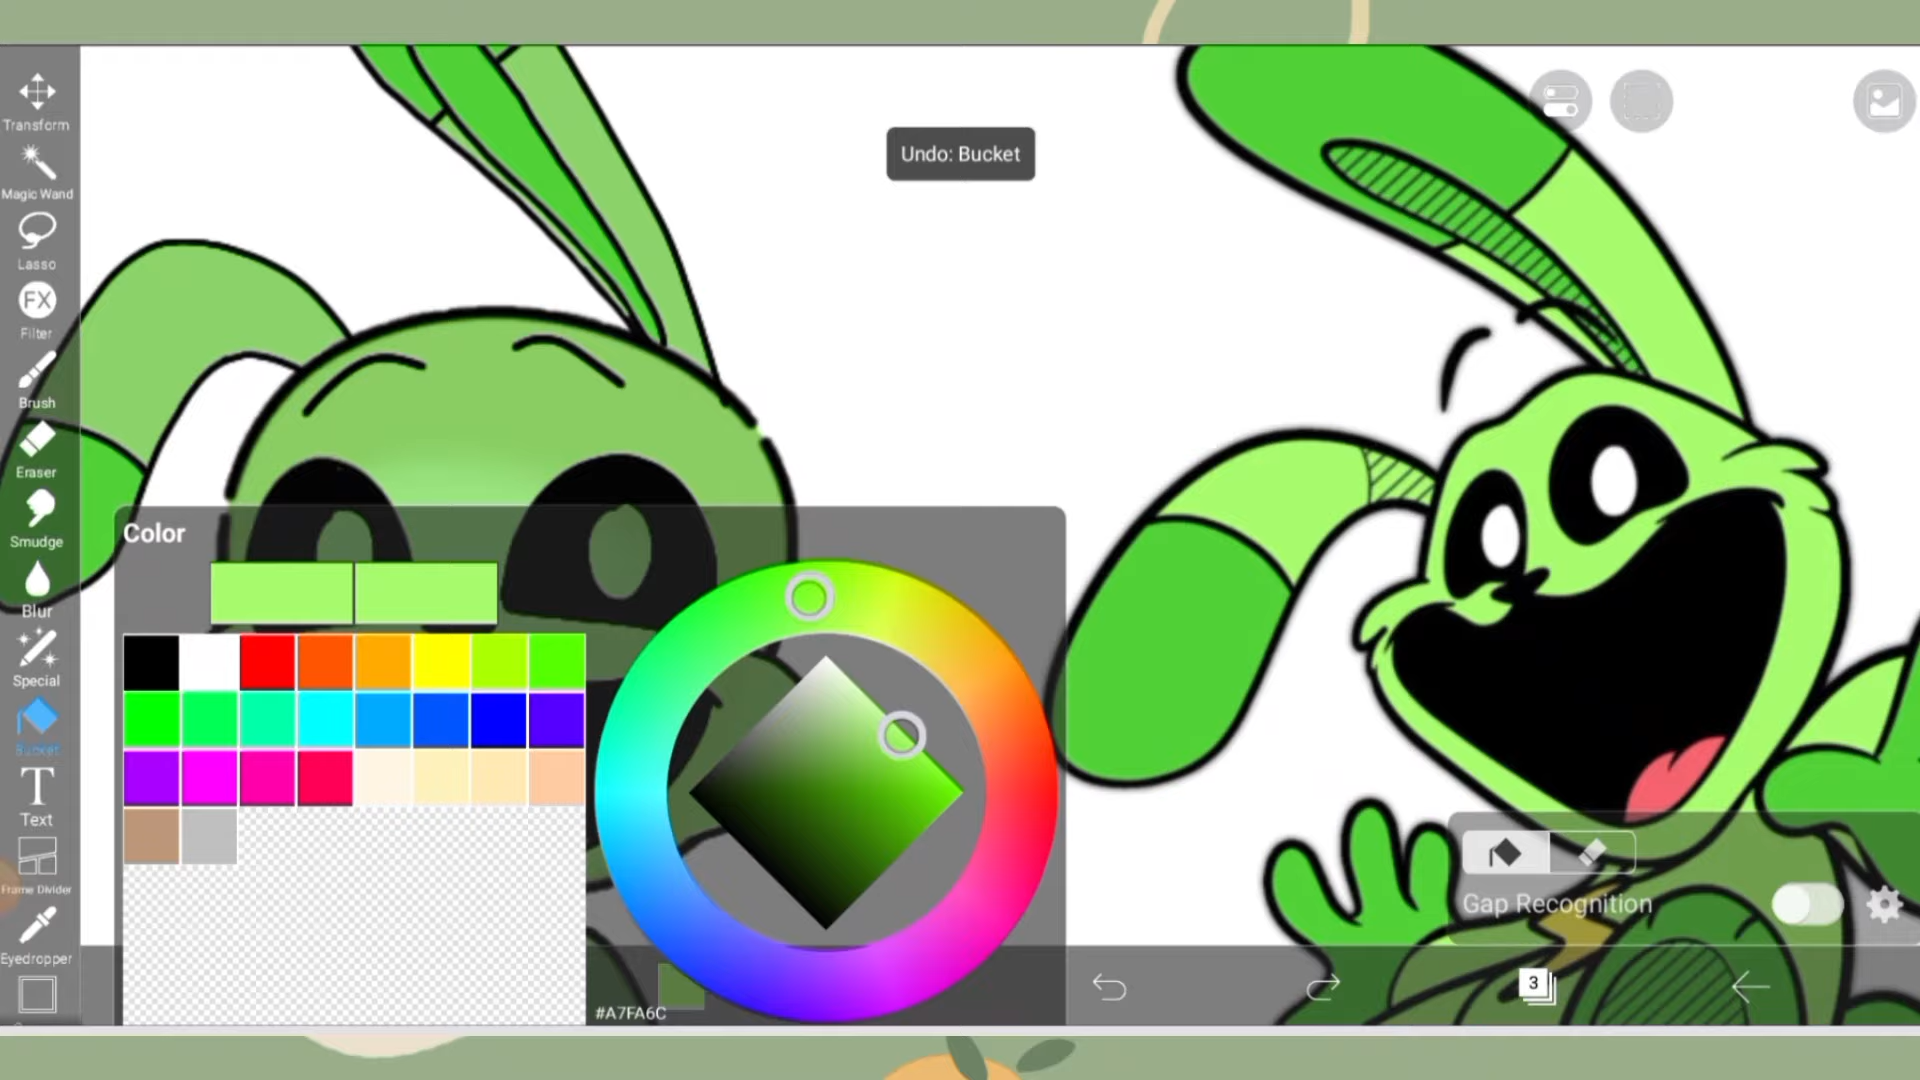 Transform
Magic Wand
Lasso
FX
Filter
Brush
Eraser
Smudge
Blur
Special
Bucket
T
Text
Frame Divider
Eyedropper
Undo: Bucket
Color
#A7FA6C
Gap Recognition
3